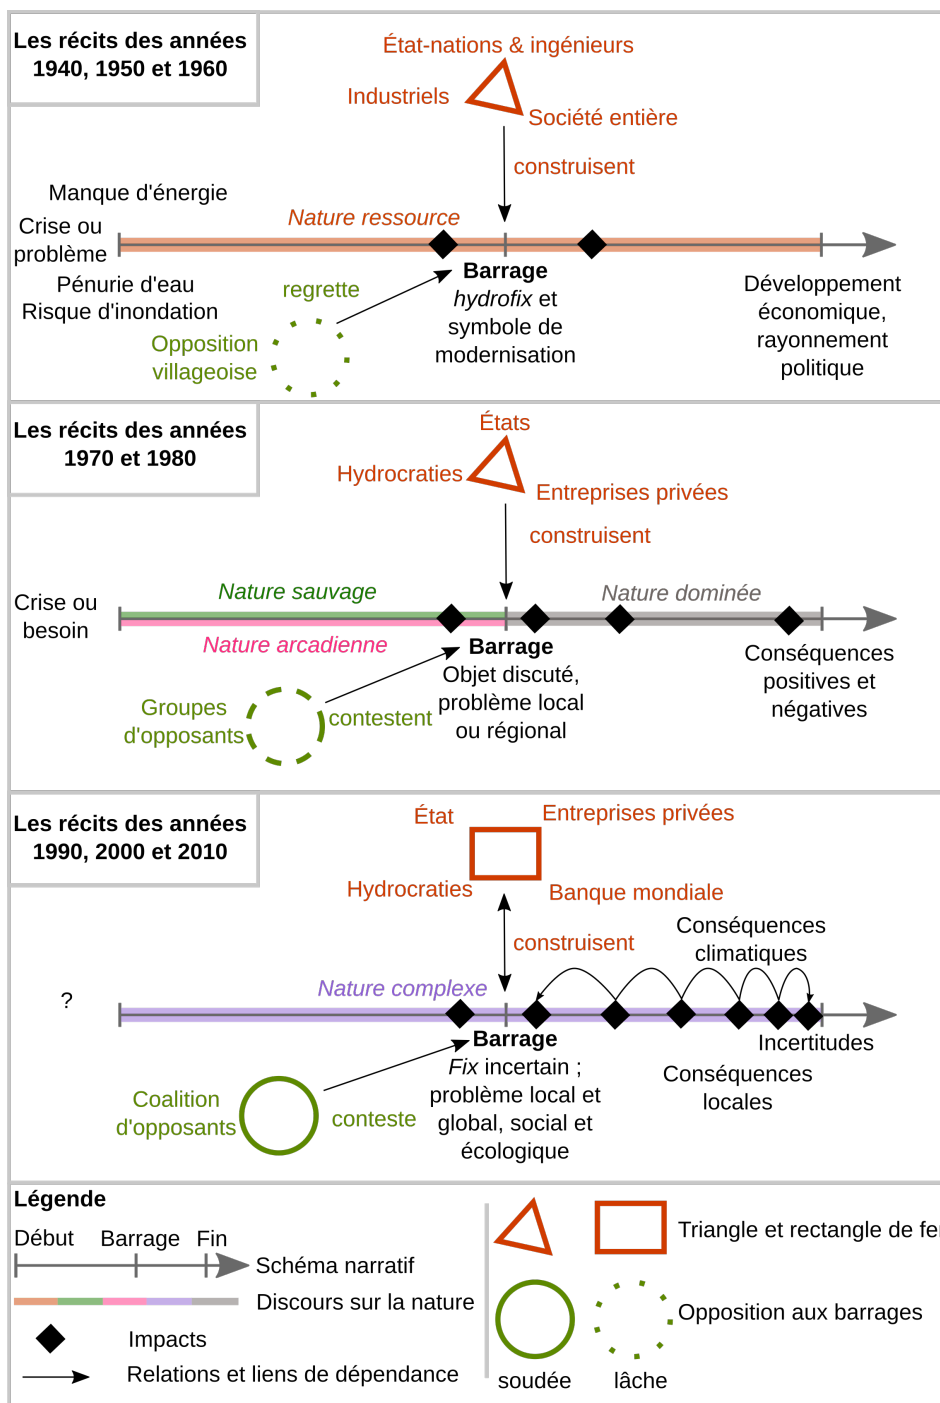 Les récits des années
1940, 1950 et 1960
État-nations & ingénieurs
Industriels
Société entière
construisent
Manque d'énergie
Nature ressource
Crise ou
problème
Pénurie d'eau
Risque d'inondation
regrette
Opposition
villageoise
Barrage
hydrofix et
symbole de
modernisation
Développement
économique,
rayonnement
politique
Les récits des années
1970 et 1980
États
Hydrocraties
Entreprises privées
construisent
Nature sauvage
Nature dominée
Crise ou
besoin
Nature arcadienne
Groupes
d'opposants
contestent
Barrage
Objet discuté,
problème local
ou régional
Conséquences
positives et
négatives
Les récits des années
1990, 2000 et 2010
État
Entreprises privées
Hydrocraties
Banque mondiale
construisent
Conséquences
climatiques
?
Nature complexe
Barrage
Fix incertain ;
problème local et
global, social et
écologique
Incertitudes
Conséquences
locales
Coalition
d'opposants
conteste
Légende
Début
Barrage
Fin
Schéma narratif
Discours sur la nature
Impacts
Relations et liens de dépendance
Triangle et rectangle de fe
Opposition aux barrages
soudée
lâche